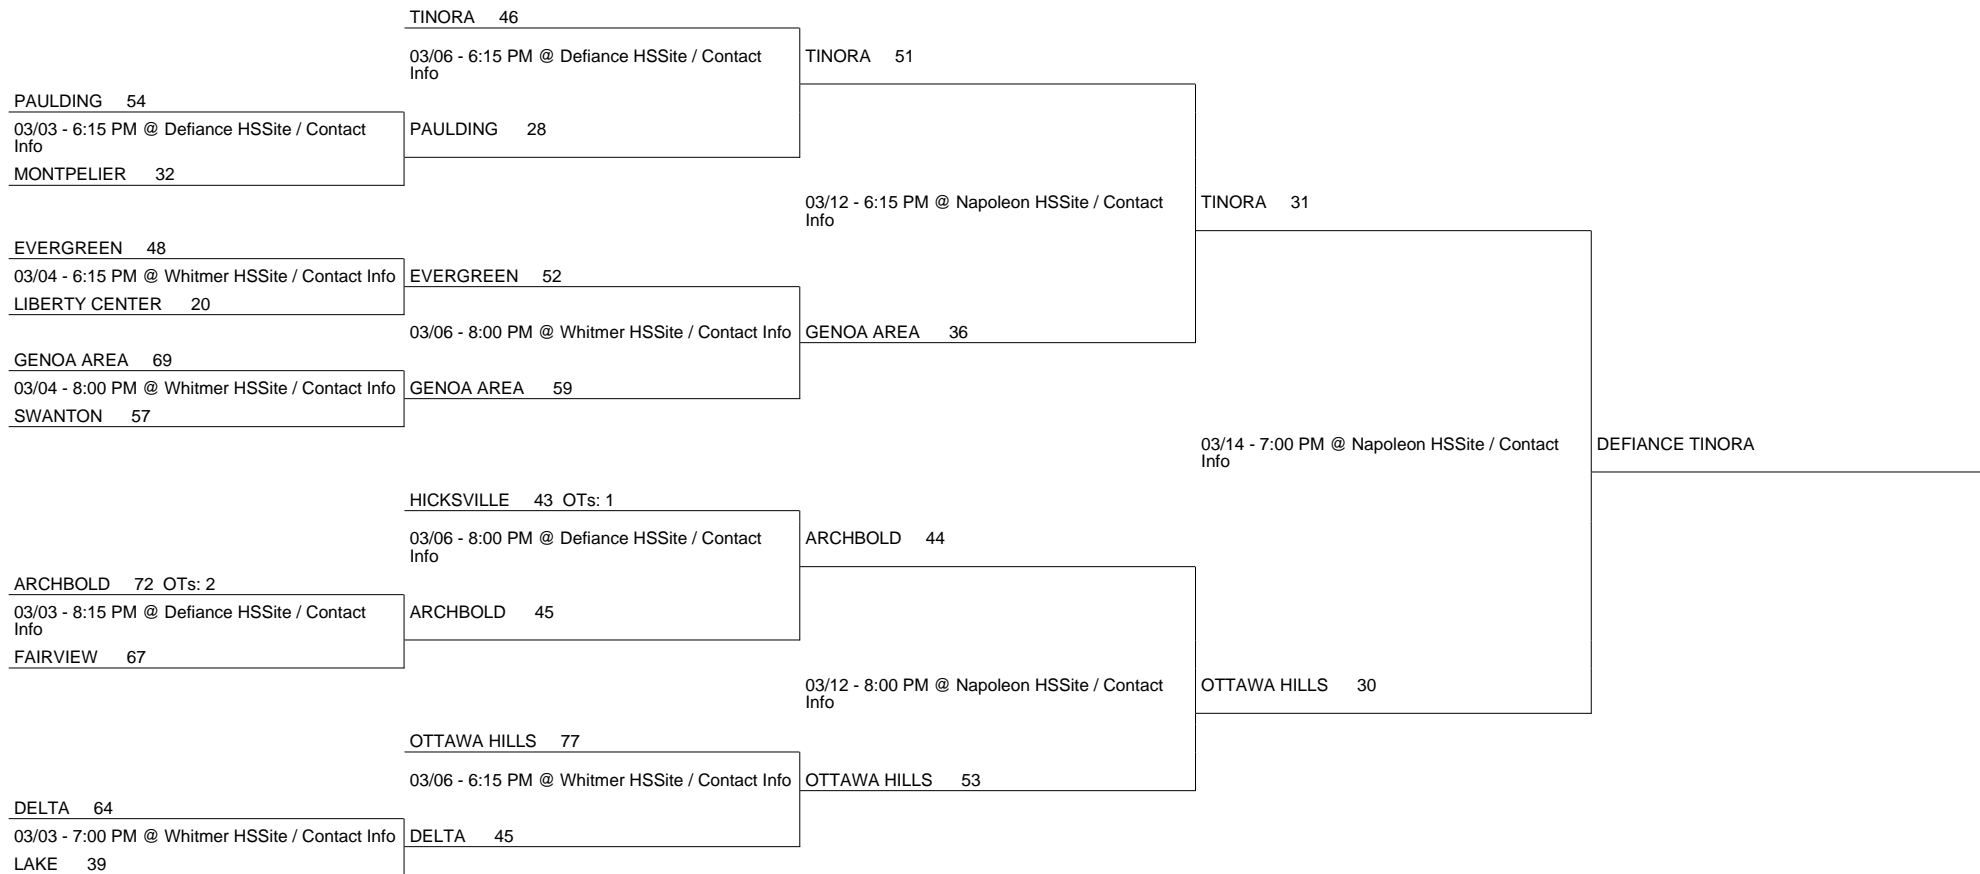 TINORA 46
03/06 - 6:15 PM @ Defiance HSSite / Contact
Info
TINORA 51
PAULDING 54
03/03 - 6:15 PM @ Defiance HSSite / Contact
Info
PAULDING 28
MONTPELIER 32
03/12 - 6:15 PM @ Napoleon HSSite / Contact
Info
TINORA 31
EVERGREEN 48
03/04 - 6:15 PM @ Whitmer HSSite / Contact Info
EVERGREEN 52
LIBERTY CENTER 20
03/06 - 8:00 PM @ Whitmer HSSite / Contact Info
GENOA AREA 36
GENOA AREA 69
03/04 - 8:00 PM @ Whitmer HSSite / Contact Info
GENOA AREA 59
SWANTON 57
03/14 - 7:00 PM @ Napoleon HSSite / Contact
Info
DEFIANCE TINORA
HICKSVILLE 43 OTs: 1
03/06 - 8:00 PM @ Defiance HSSite / Contact
Info
ARCHBOLD 44
ARCHBOLD 72 OTs: 2
03/03 - 8:15 PM @ Defiance HSSite / Contact
Info
ARCHBOLD 45
FAIRVIEW 67
03/12 - 8:00 PM @ Napoleon HSSite / Contact
Info
OTTAWA HILLS 30
OTTAWA HILLS 77
03/06 - 6:15 PM @ Whitmer HSSite / Contact Info
OTTAWA HILLS 53
DELTA 64
03/03 - 7:00 PM @ Whitmer HSSite / Contact Info
DELTA 45
LAKE 39